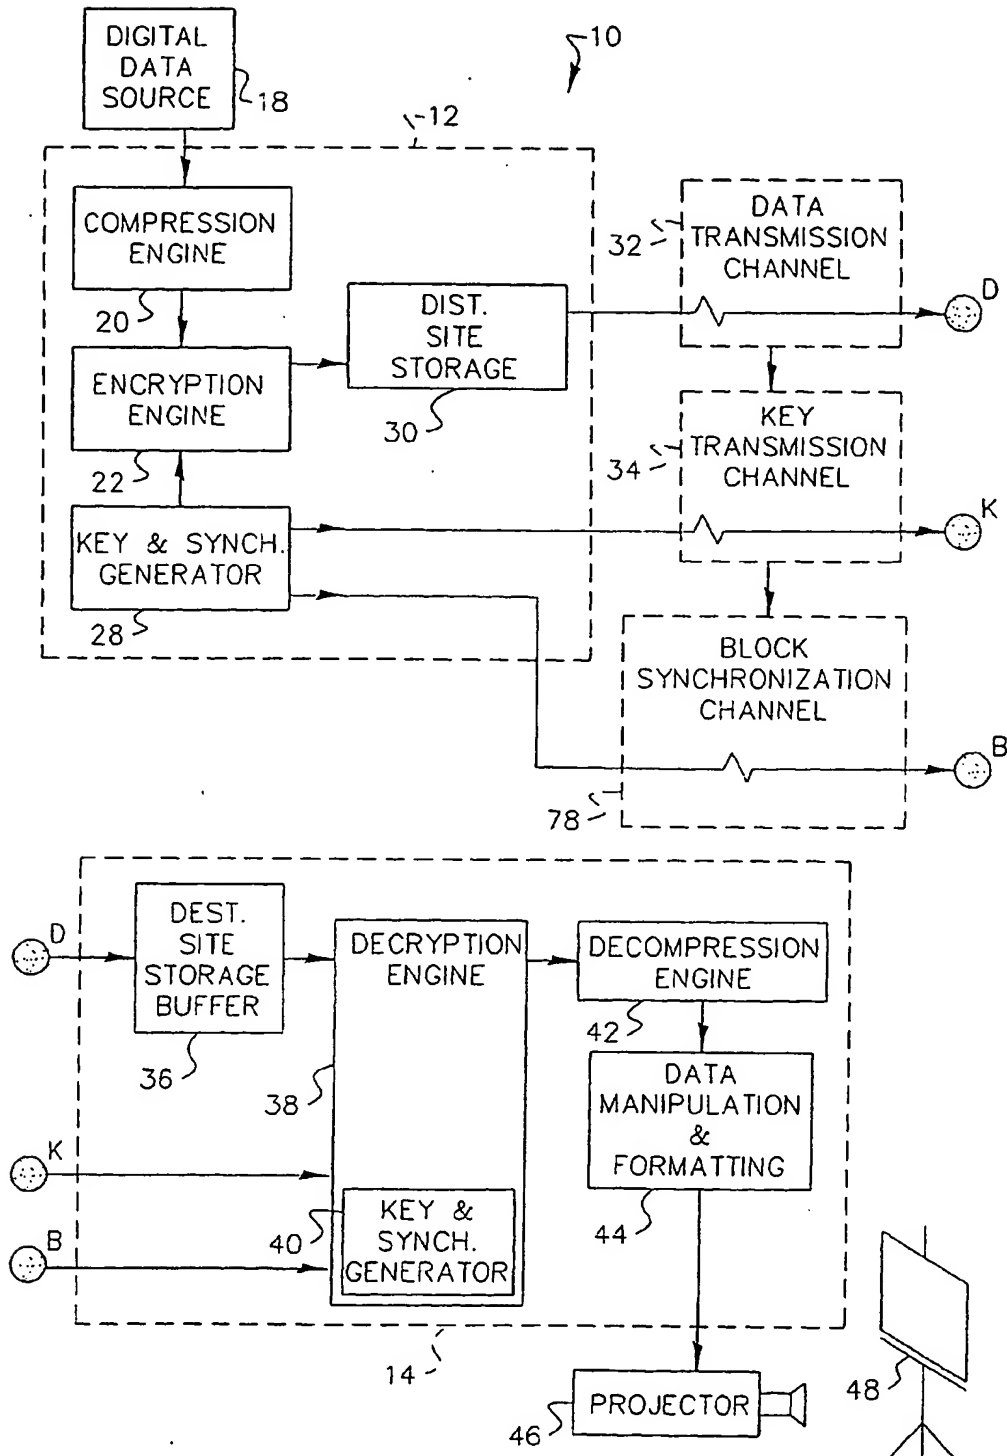 DIGITAL
DATA
SOURCE
18
10
12
COMPRESSION
ENGINE
20
ENCRYPTION
ENGINE
22
KEY & SYNCH.
GENERATOR
28
DIST.
SITE
STORAGE
30
DATA
TRANSMISSION
CHANNEL
32
D
KEY
TRANSMISSION
CHANNEL
34
K
BLOCK
SYNCHRONIZATION
CHANNEL
78
B
D
DEST.
SITE
STORAGE
BUFFER
36
K
B
DECRYPTION
ENGINE
38
KEY &
SYNCH.
GENERATOR
40
DECOMPRESSION
ENGINE
42
DATA
MANIPULATION
&
FORMATTING
44
14
PROJECTOR
46
48